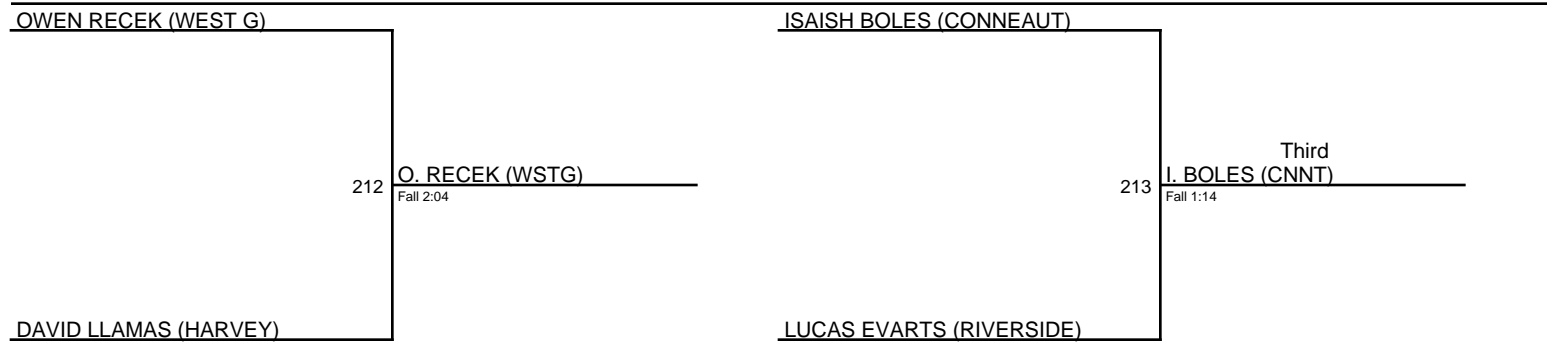 OWEN RECEK (WEST G)
212
O. RECEK (WSTG)
Fall 2:04
DAVID LLAMAS (HARVEY)
ISAISH BOLES (CONNEAUT)
Third
213
I. BOLES (CNNT)
Fall 1:14
LUCAS EVARTS (RIVERSIDE)